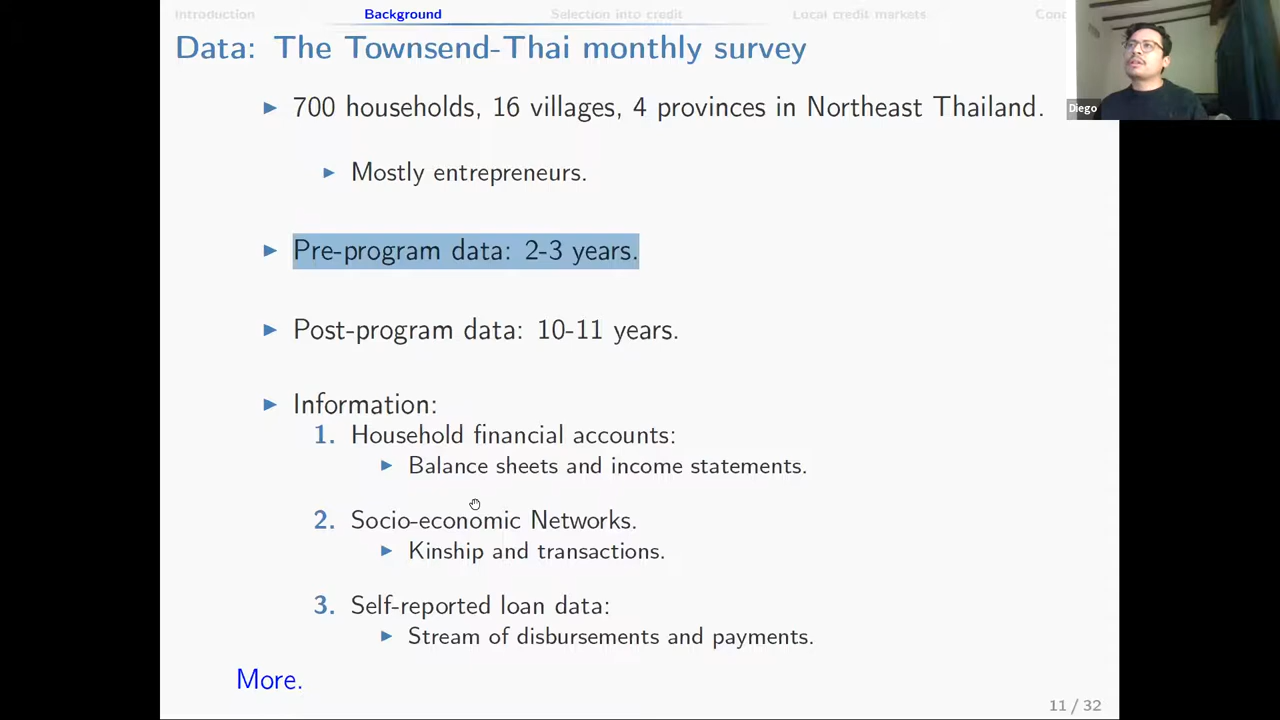 Introduction Background Selection into credit Local credit markets Conc
Data: The Townsend-Thai monthly survey
Diego
700 households, 16 villages, 4 provinces in Northeast Thailand.
Mostly entrepreneurs.
Pre-program data: 2-3 years.
Post-program data: 10-11 years.
Information:
1. Household financial accounts:
Balance sheets and income statements.
2. Socio-economic Networks.
Kinship and transactions.
3. Self-reported loan data:
Stream of disbursements and payments.
More.
11 / 32